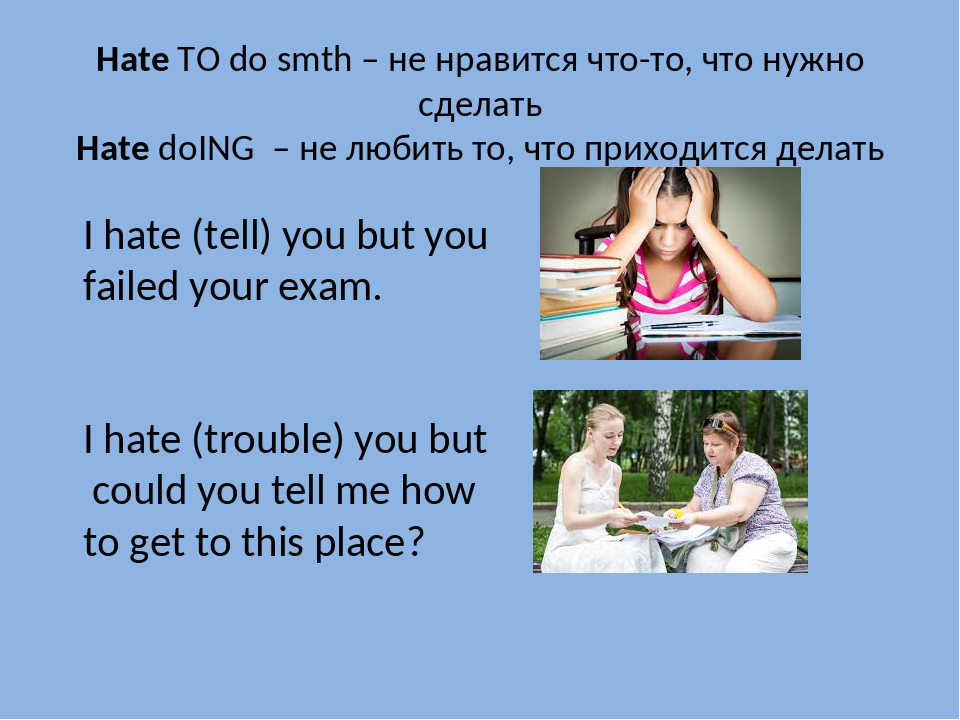 Hate TO do smth – не нравится что-то, что нужно
сделать
Hate doING – не любить то, что приходится делать
I hate (tell) you but you
failed your exam.
I hate (trouble) you but
could you tell me how
to get to this place?